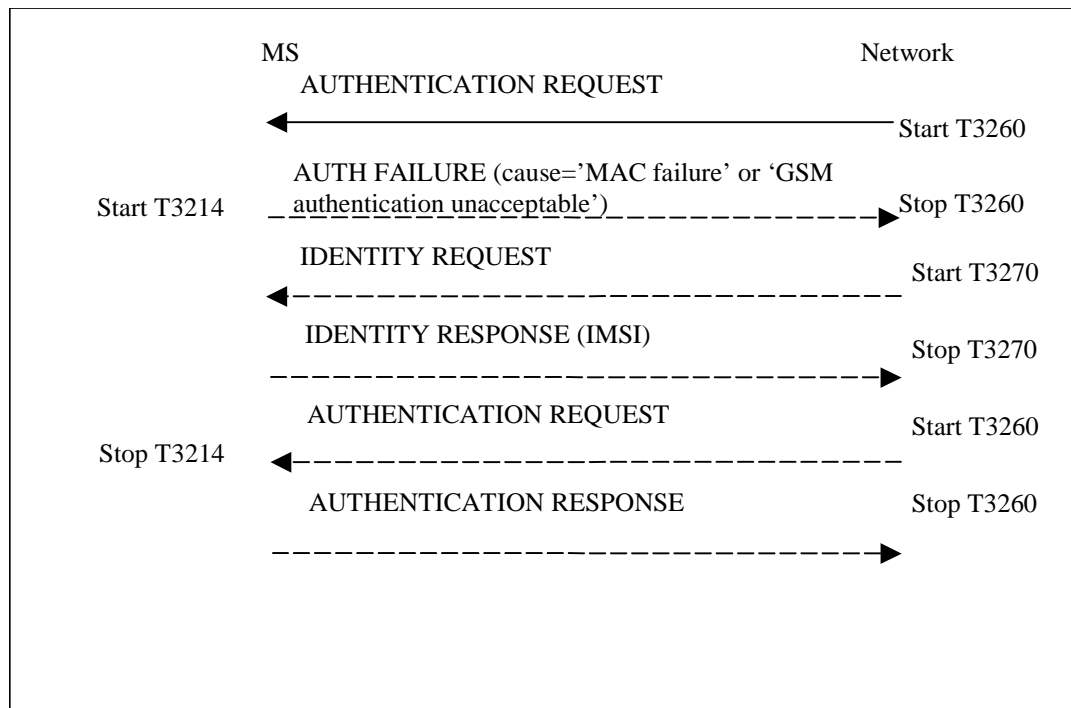 MS
Network
AUTHENTICATION REQUEST
Start T3260
AUTH FAILURE (cause=’MAC failure’ or ‘GSM
authentication unacceptable’)
Start T3214
Stop T3260
IDENTITY REQUEST
Start T3270
IDENTITY RESPONSE (IMSI)
Stop T3270
AUTHENTICATION REQUEST
Start T3260
Stop T3214
AUTHENTICATION RESPONSE
Stop T3260